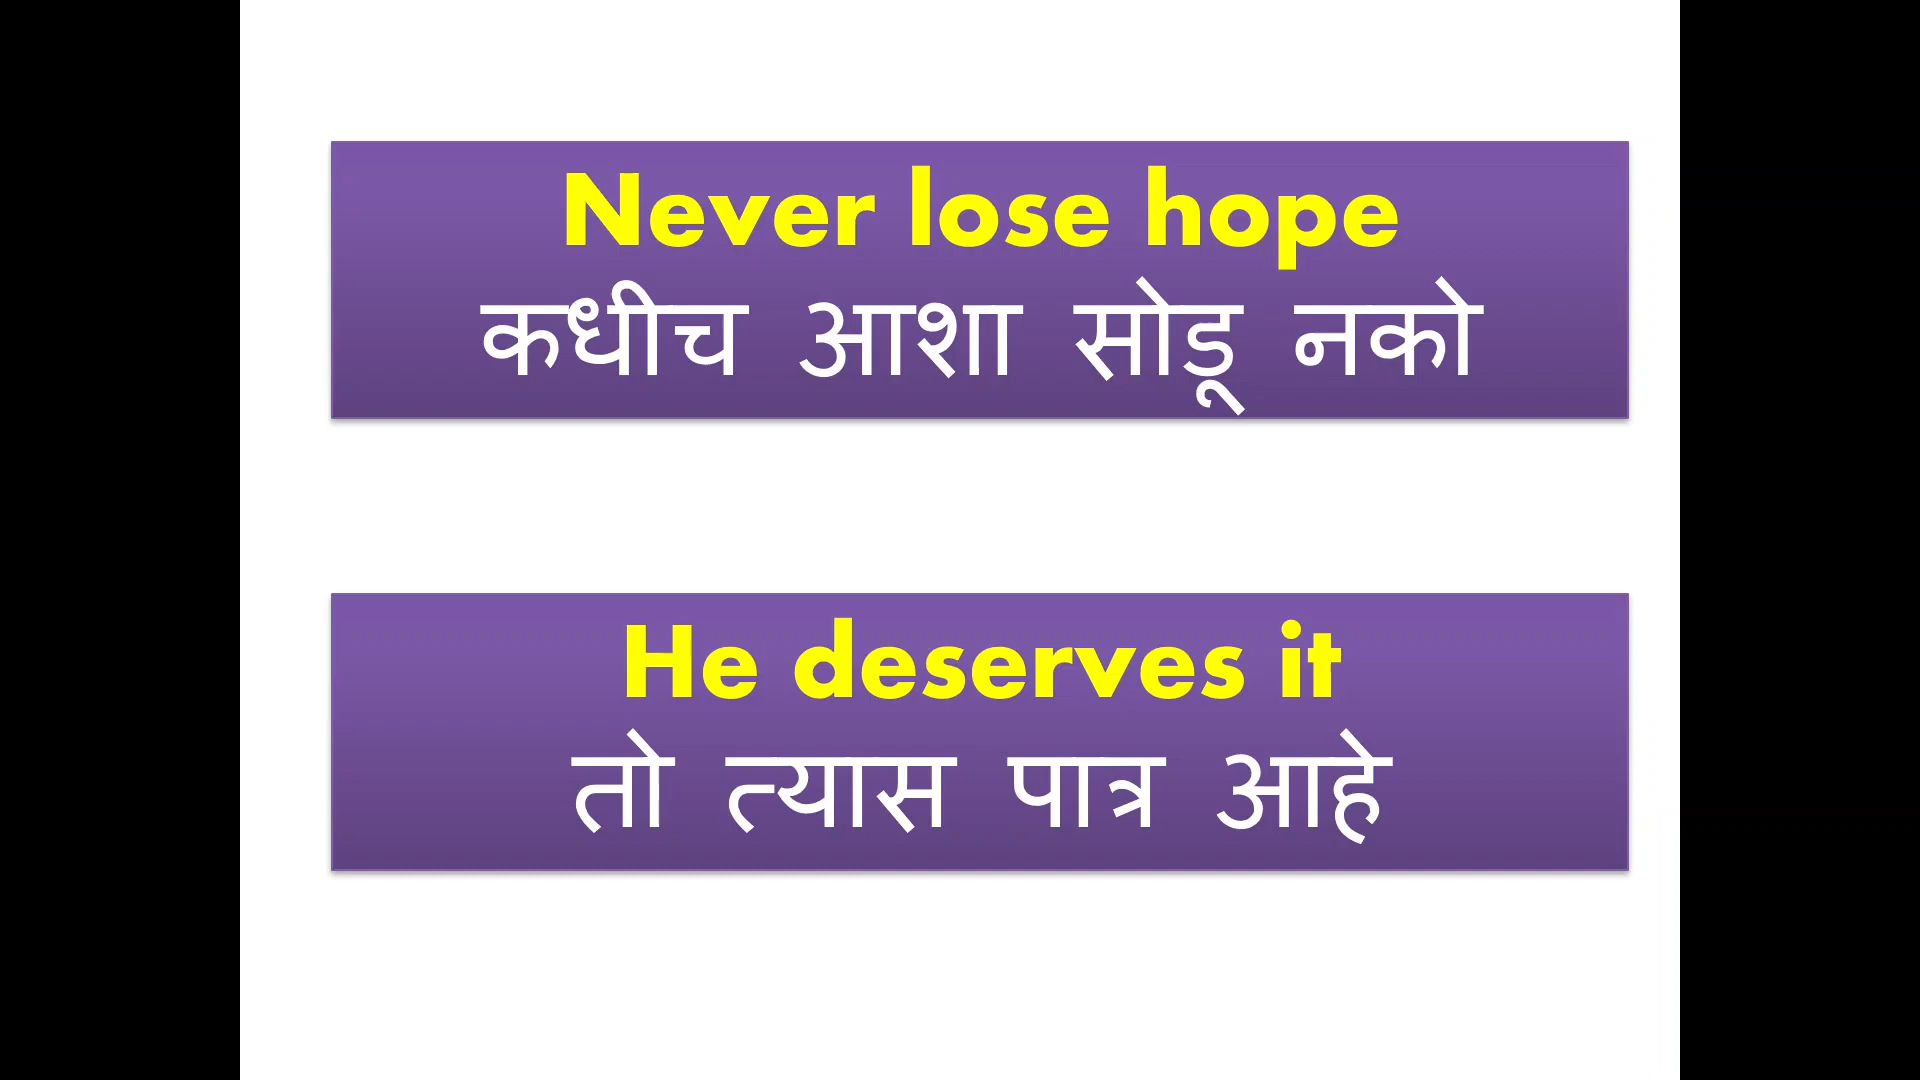 Never lose hope
कधीच आशा सोडू नको
He deserves it
तो त्यास पात्र आहे